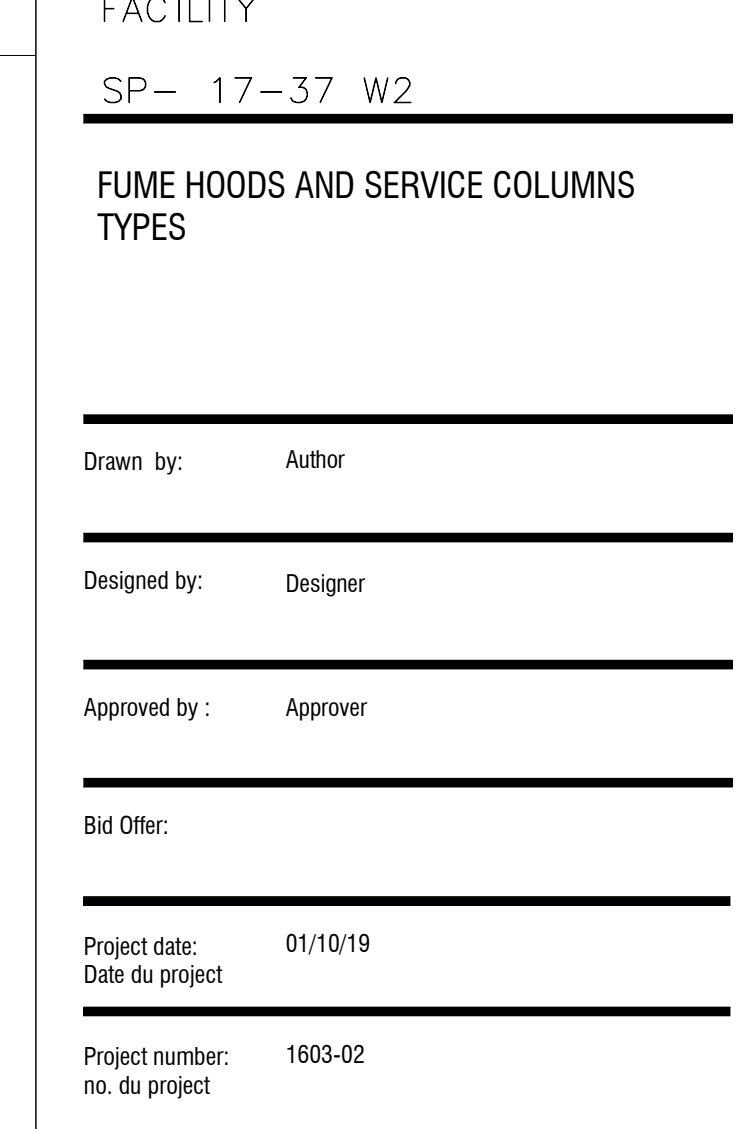 FACILITY
SP- 17-37 W2
FUME HOODS AND SERVICE COLUMNS
TYPES
Drawn by: Author
Designed by: Designer
Approved by : Approver
Bid Offer:
Project date: 01/10/19
Date du project
Project number: 1603-02
no. du project